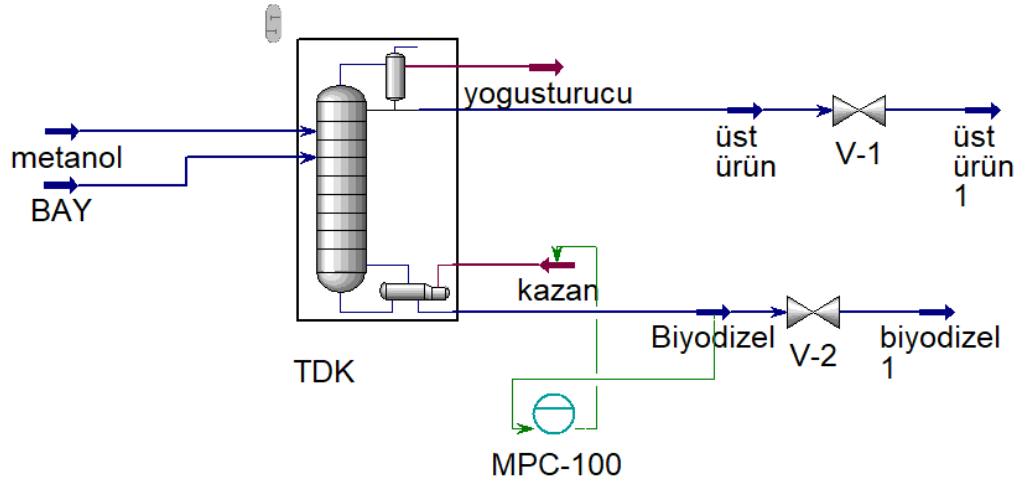 yogusturucu
metanol
BAY
üst
ürün
V-1
üst
ürün
1
kazan
Biyodizel
V-2
biyodizel
1
TDK
MPC-100